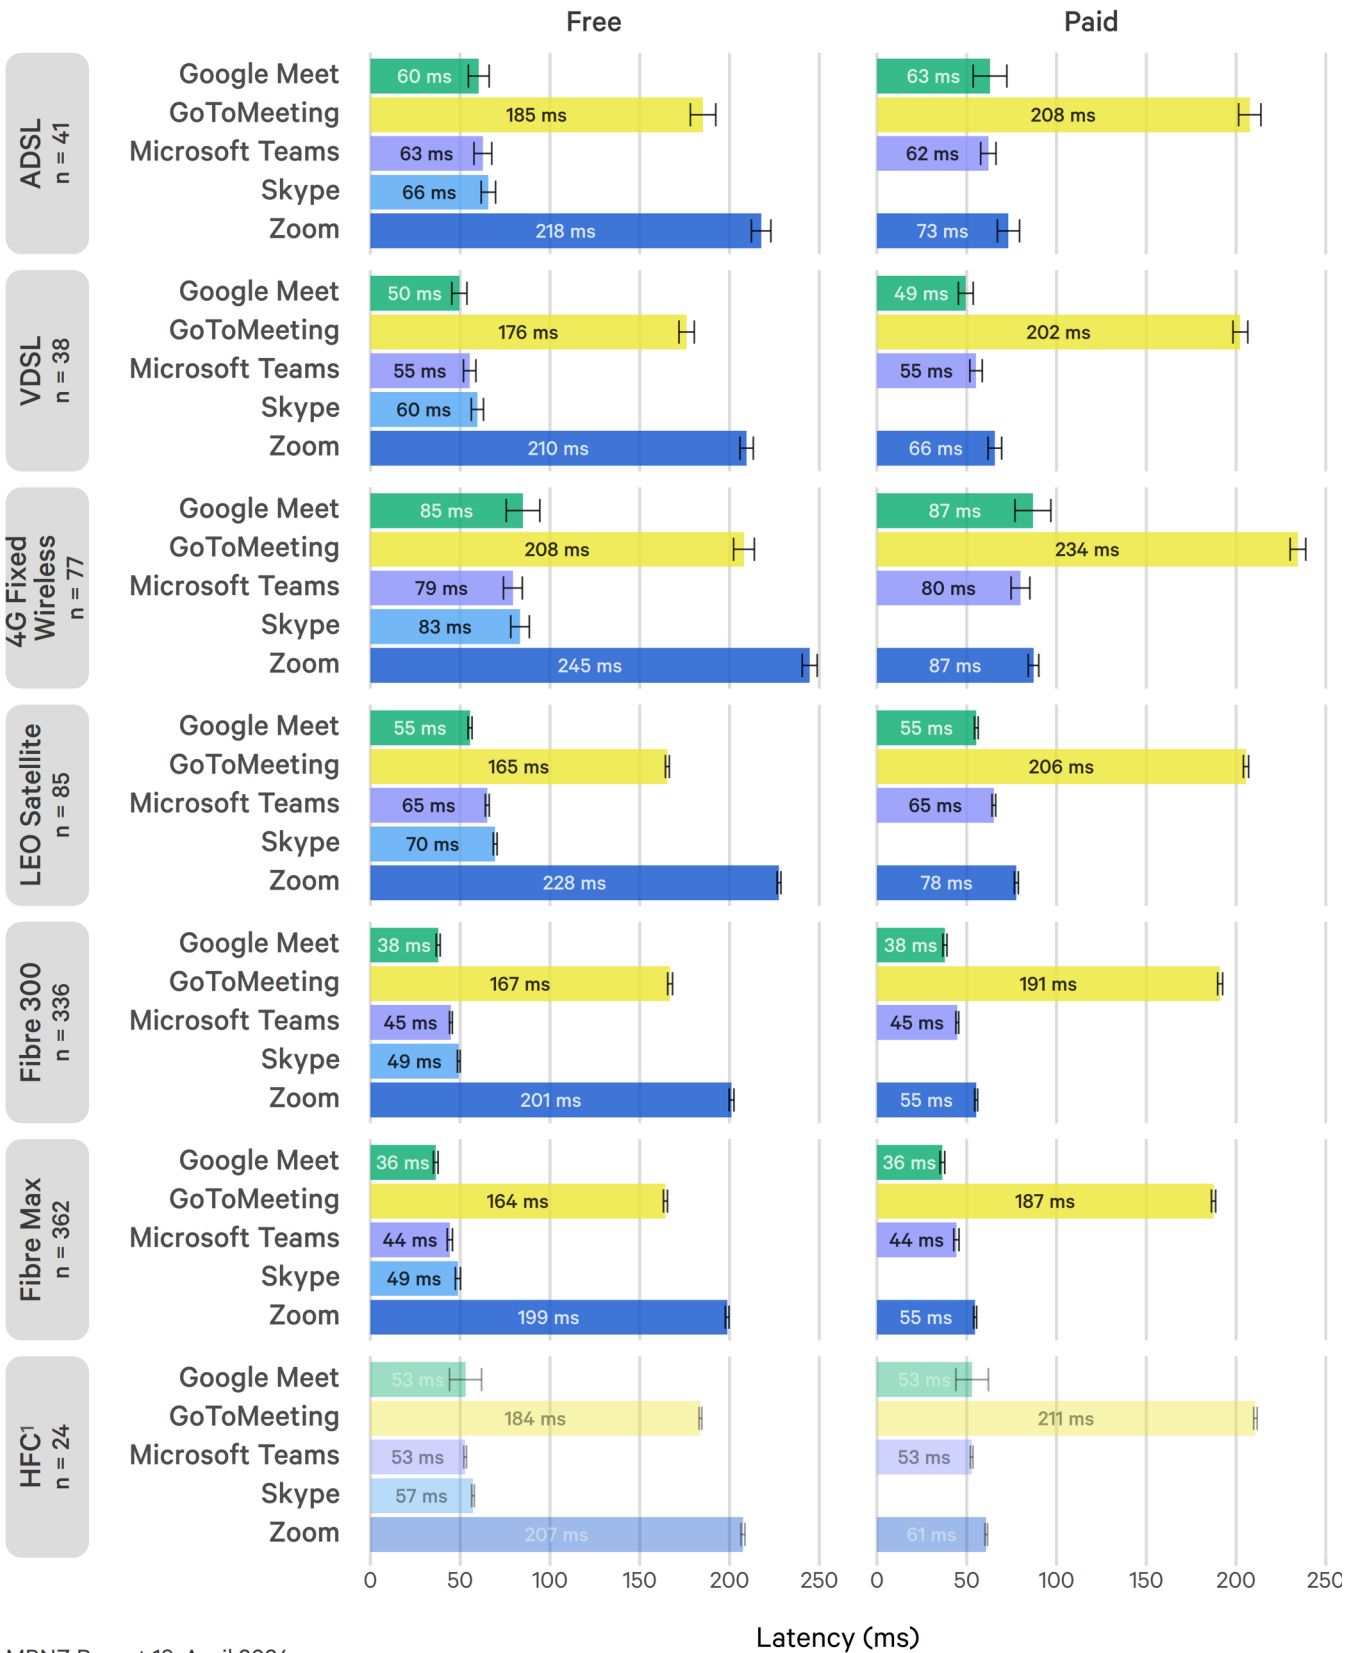 Free Paid
ADSL
n = 41
Google Meet 60 ms 63 ms
GoToMeeting 185 ms 208 ms
Microsoft Teams 63 ms 62 ms
Skype 66 ms
Zoom 218 ms 73 ms
VDSL
n = 38
Google Meet 50 ms 49 ms
GoToMeeting 176 ms 202 ms
Microsoft Teams 55 ms 55 ms
Skype 60 ms
Zoom 210 ms 66 ms
4G Fixed
Wireless
n = 77
Google Meet 85 ms 87 ms
GoToMeeting 208 ms 234 ms
Microsoft Teams 79 ms 80 ms
Skype 83 ms
Zoom 245 ms 87 ms
LEO Satellite
n = 85
Google Meet 55 ms 55 ms
GoToMeeting 165 ms 206 ms
Microsoft Teams 65 ms 65 ms
Skype 70 ms
Zoom 228 ms 78 ms
Fibre 300
n = 336
Google Meet 38 ms 38 ms
GoToMeeting 167 ms 191 ms
Microsoft Teams 45 ms 45 ms
Skype 49 ms
Zoom 201 ms 55 ms
Fibre Max
n = 362
Google Meet 36 ms 36 ms
GoToMeeting 164 ms 187 ms
Microsoft Teams 44 ms 44 ms
Skype 49 ms
Zoom 199 ms 55 ms
HFC¹
n = 24
Google Meet 53 ms 53 ms
GoToMeeting 184 ms 211 ms
Microsoft Teams 53 ms 53 ms
Skype 57 ms
Zoom 207 ms 61 ms
0 50 100 150 200 250 0 50 100 150 200 250
Latency (ms)